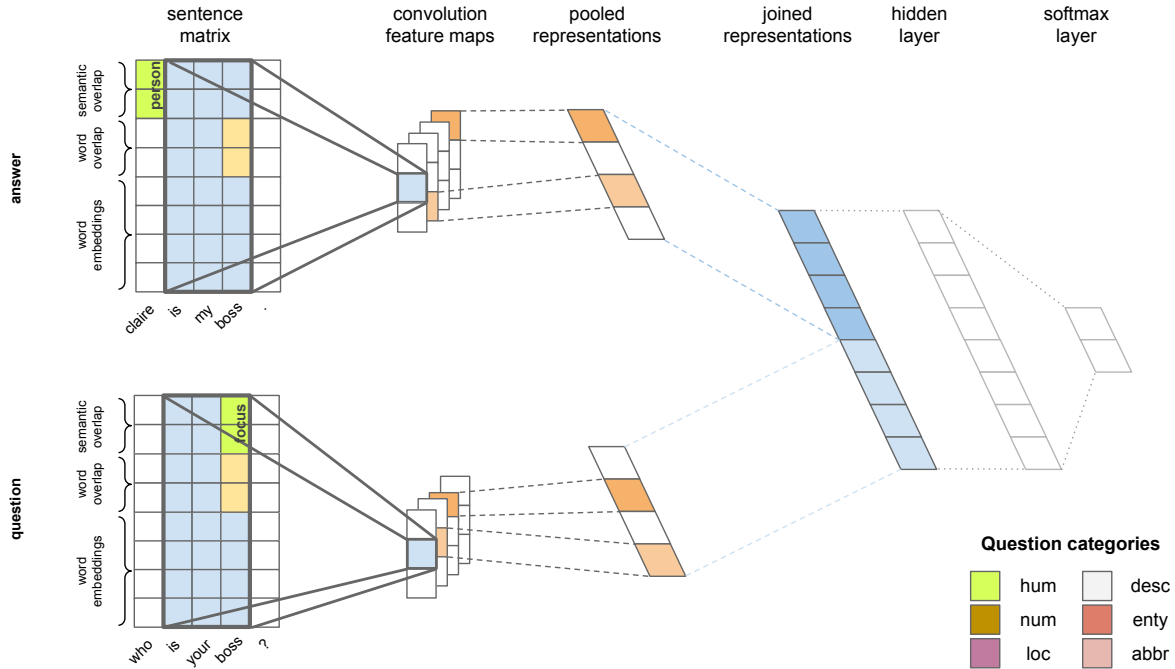 sentence
matrix
convolution
feature maps
pooled
representations
joined
representations
hidden
layer
softmax
layer
answer
semantic
overlap
word
overlap
word
embeddings
person
claire is my boss .
question
semantic
overlap
word
overlap
word
embeddings
focus
who is your boss ?
Question categories
hum desc
num enty
loc abbr